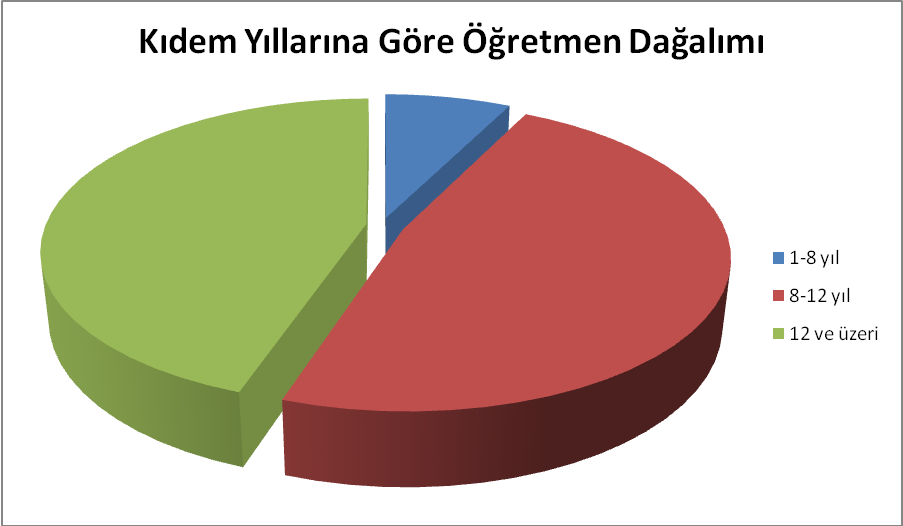 Kıdem Yıllarına Göre Öğretmen Dağalımı
1-8 yıl
8-12 yıl
12 ve üzeri